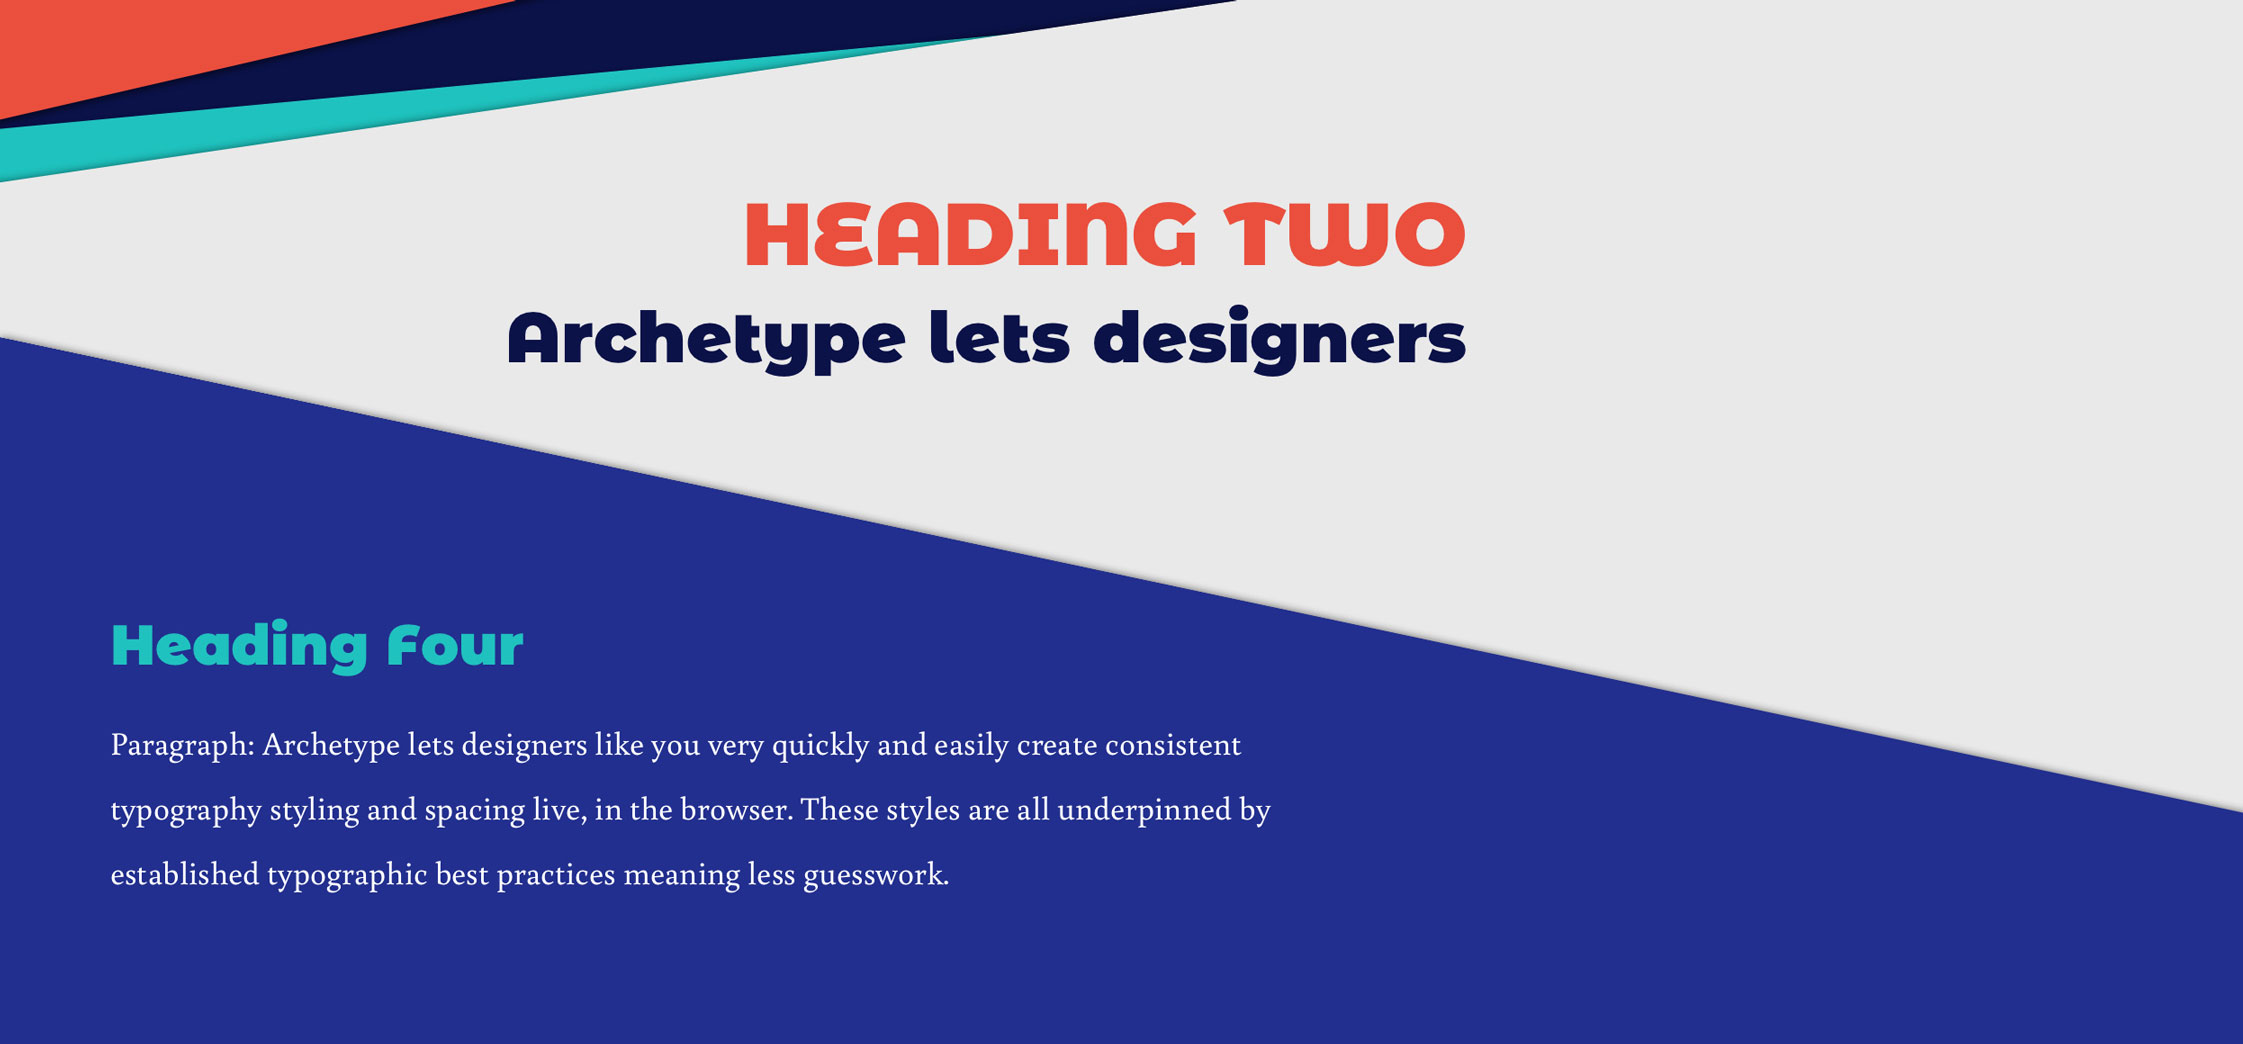 HEADING TWO
Archetype lets designers
Heading Four
Paragraph: Archetype lets designers like you very quickly and easily create consistent
typography styling and spacing live, in the browser. These styles are all underpinned by
established typographic best practices meaning less guesswork.